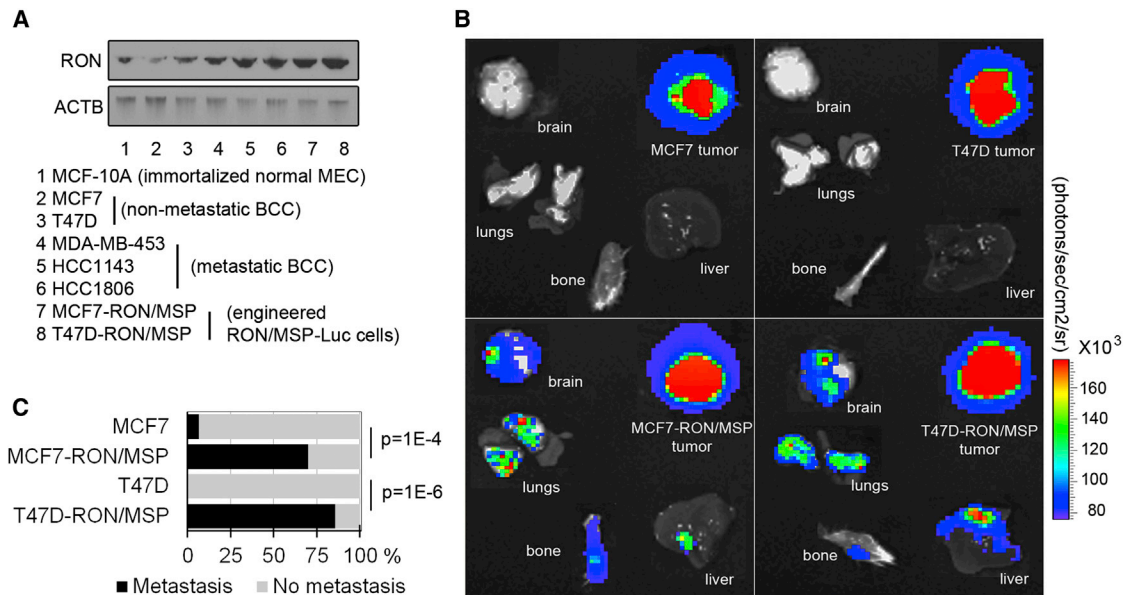 A
RON
ACTB
1 2 3 4 5 6 7 8
1 MCF-10A (immortalized normal MEC)
2 MCF7
3 T47D
(non-metastatic BCC)
4 MDA-MB-453
5 HCC1143
6 HCC1806
(metastatic BCC)
7 MCF7-RON/MSP
8 T47D-RON/MSP
(engineered
RON/MSP-Luc cells)
B
brain
MCF7 tumor
lungs
bone
liver
brain
T47D tumor
lungs
bone
liver
brain
MCF7-RON/MSP
tumor
lungs
bone
liver
brain
T47D-RON/MSP
tumor
lungs
bone
liver
(photons/sec/cm2/sr)
X10³
160
140
120
100
80
C
MCF7
MCF7-RON/MSP
p=1E-4
T47D
T47D-RON/MSP
p=1E-6
0 25 50 75 100 %
Metastasis No metastasis